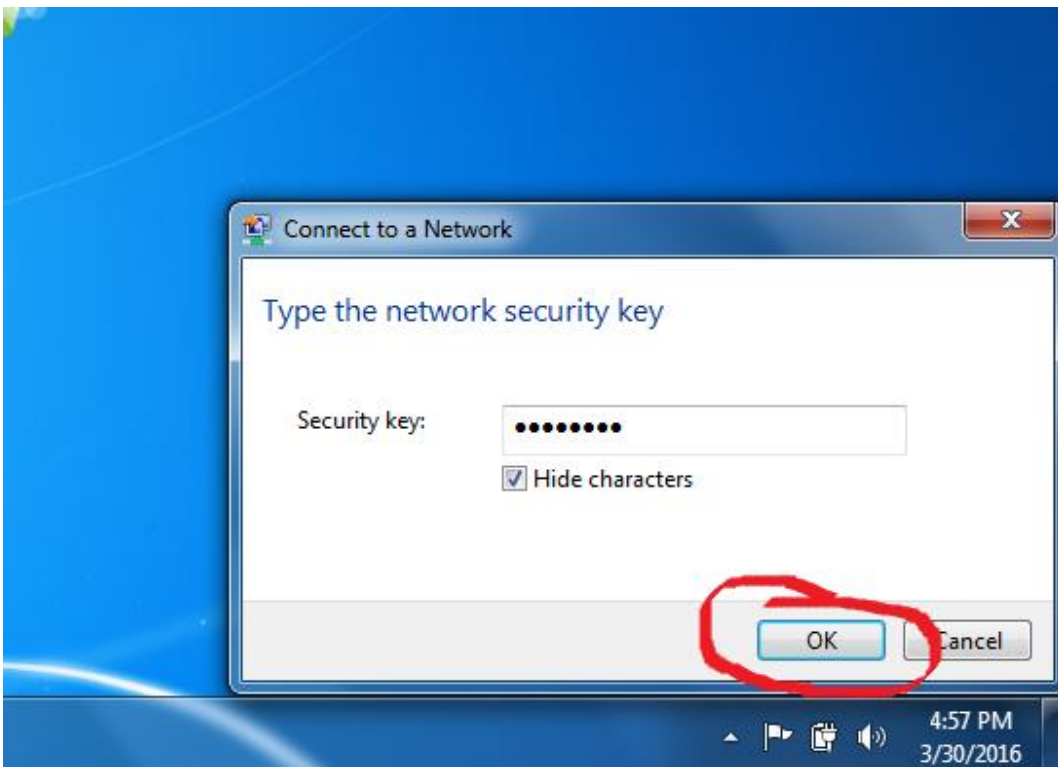 Connect to a Network
Type the network security key
Security key: ••••••••
Hide characters
OK Cancel
4:57 PM
3/30/2016